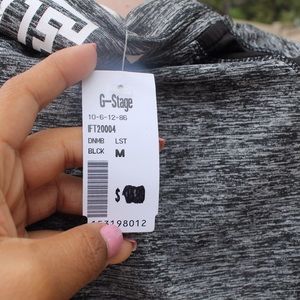 G-Stage
10-6-12-86
IFT20004
DNMB LST
BLCK M
$